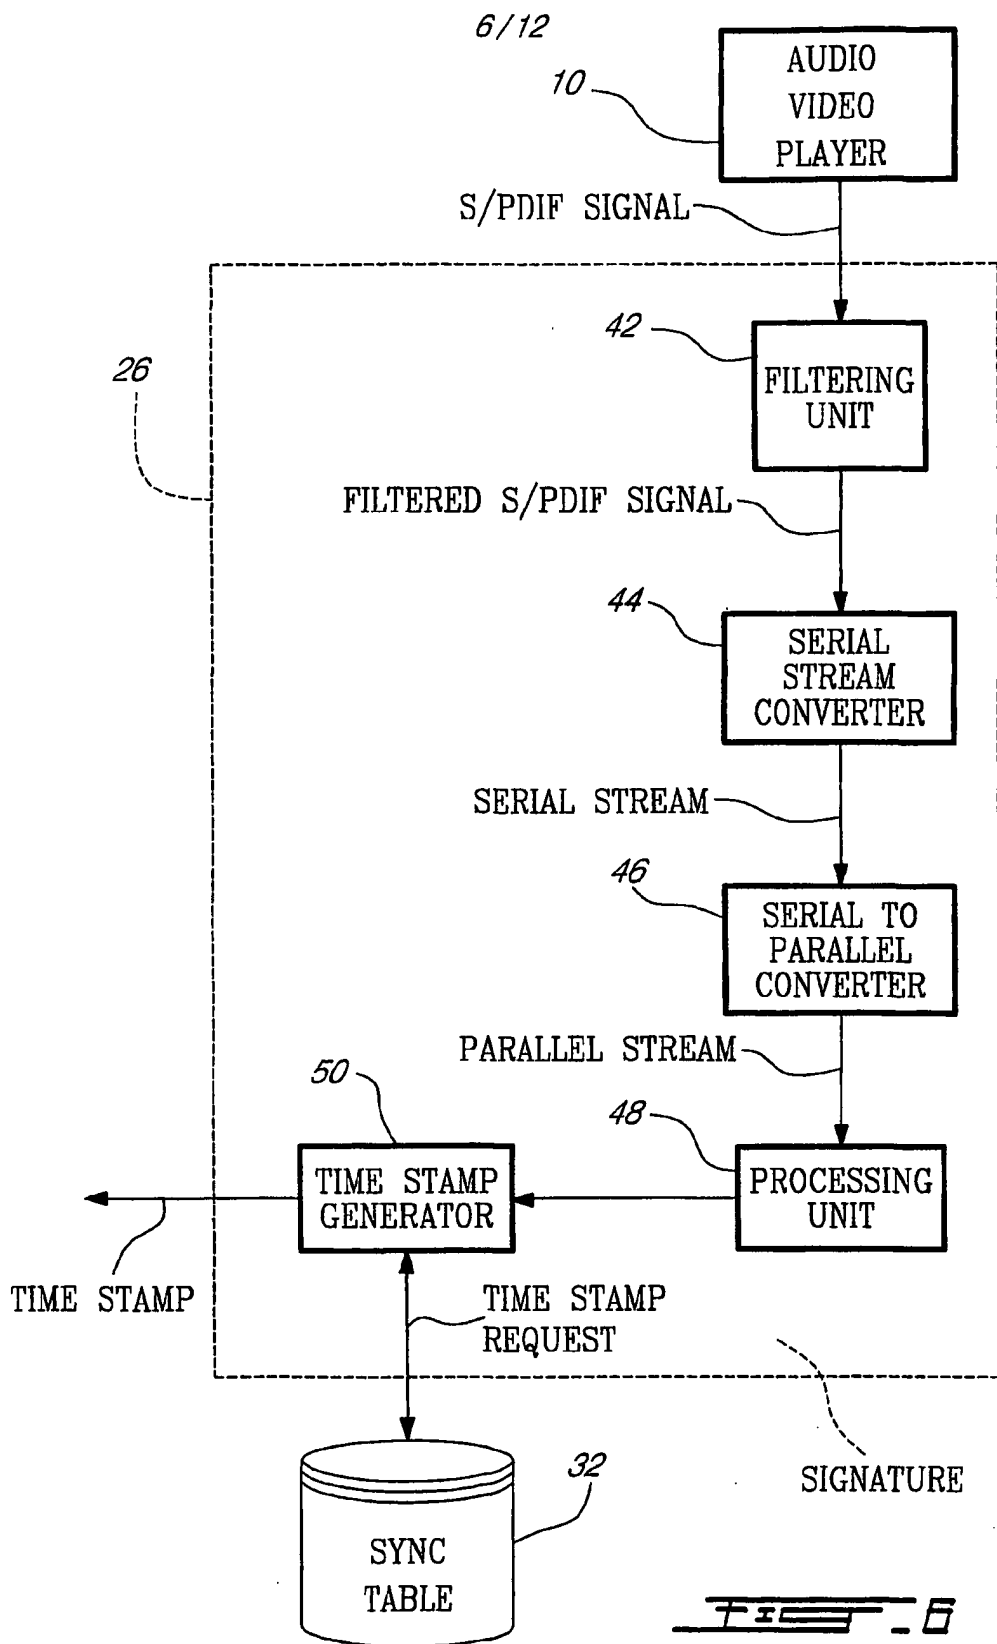 6/12
AUDIO
VIDEO
PLAYER
10
S/PDIF SIGNAL
42
FILTERING
UNIT
26
FILTERED S/PDIF SIGNAL
44
SERIAL
STREAM
CONVERTER
SERIAL STREAM
46
SERIAL TO
PARALLEL
CONVERTER
PARALLEL STREAM
50
48
TIME STAMP
GENERATOR
PROCESSING
UNIT
TIME STAMP
TIME STAMP
REQUEST
32
SIGNATURE
SYNC
TABLE
FIG. 6